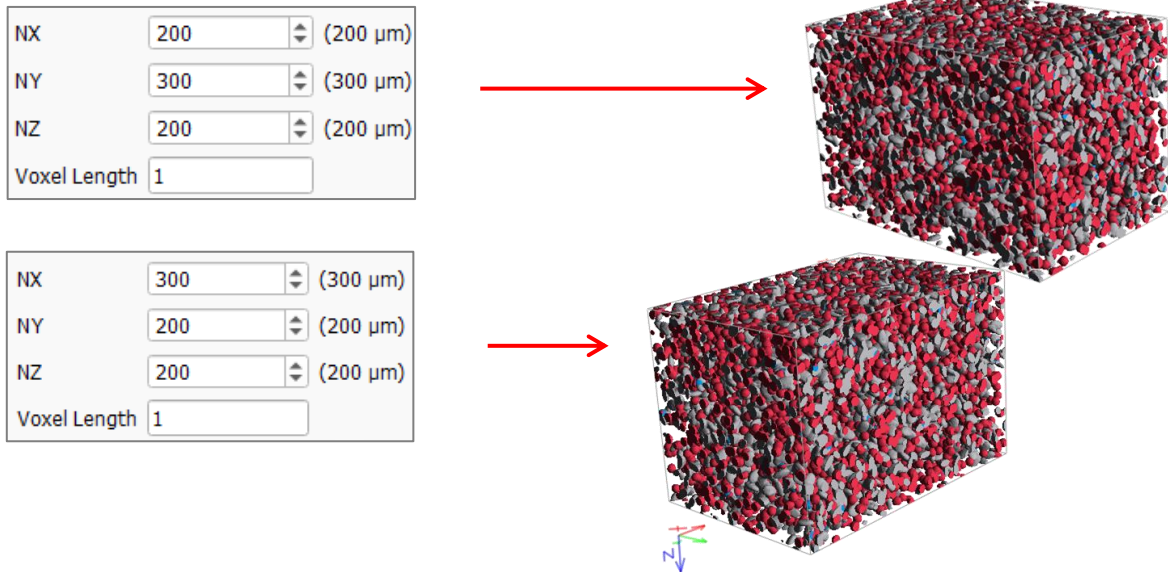 NX 200 (200 µm)
NY 300 (300 µm)
NZ 200 (200 µm)
Voxel Length 1
NX 300 (300 µm)
NY 200 (200 µm)
NZ 200 (200 µm)
Voxel Length 1
Z